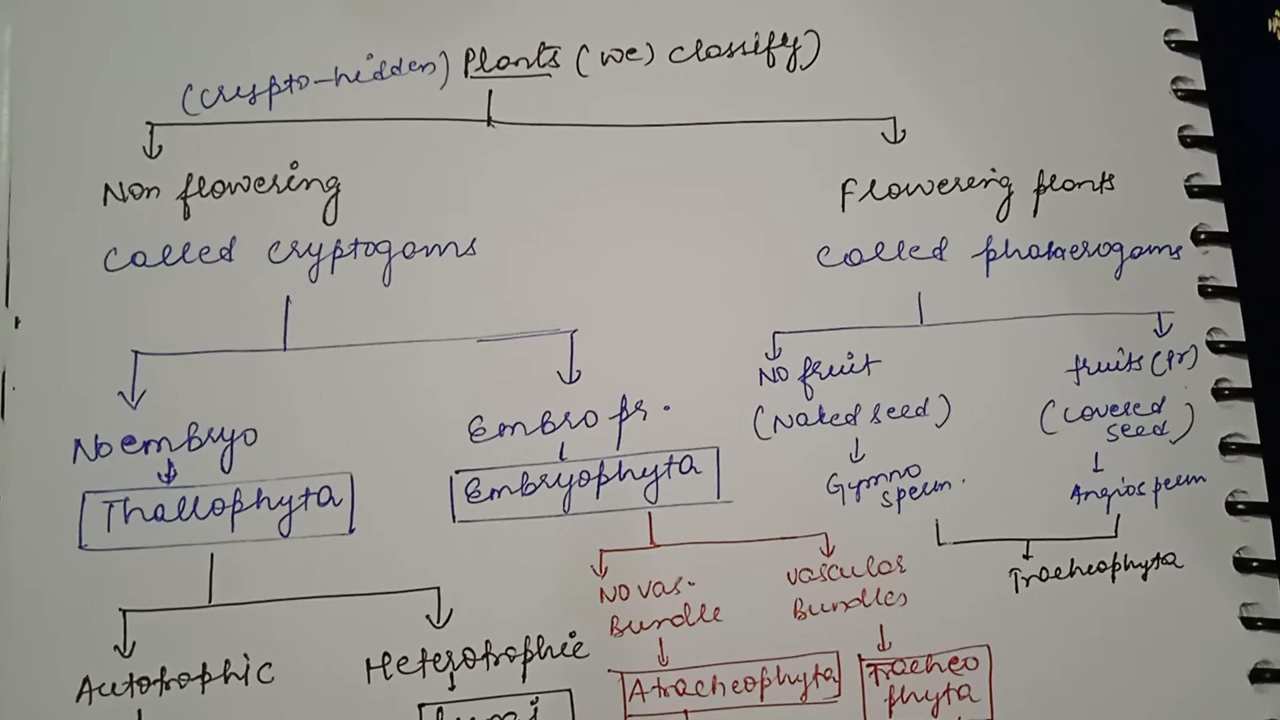 (Crypto-hidden) Plants (we) classify)
Non flowering
called cryptogams
Flowering plants
called phanerogams
No embryo
Thallophyta
Embro pr.
Embryophyta
No fruit
(Naked seed)
Gymno
sperm.
fruits (pr)
(covered
seed)
Angiosperm
Tracheophyta
Autotrophic
Heterotrophic
No vas.
Bundle
Atracheophyta
vascular
Bundles
Tracheo
phyta